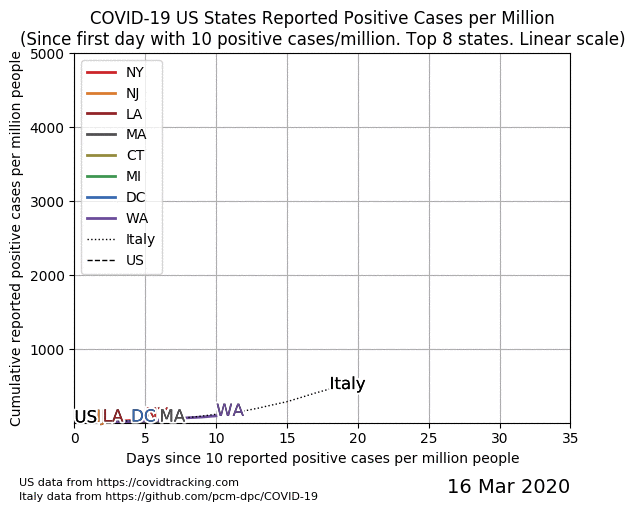 COVID-19 US States Reported Positive Cases per Million
(Since first day with 10 positive cases/million. Top 8 states. Linear scale)
Cumulative reported positive cases per million people
5000
4000
3000
2000
1000
NY
NJ
LA
MA
CT
MI
DC
WA
Italy
US
US
LA
DC
MA
WA
Italy
0
5
10
15
20
25
30
35
Days since 10 reported positive cases per million people
US data from https://covidtracking.com
Italy data from https://github.com/pcm-dpc/COVID-19
16 Mar 2020